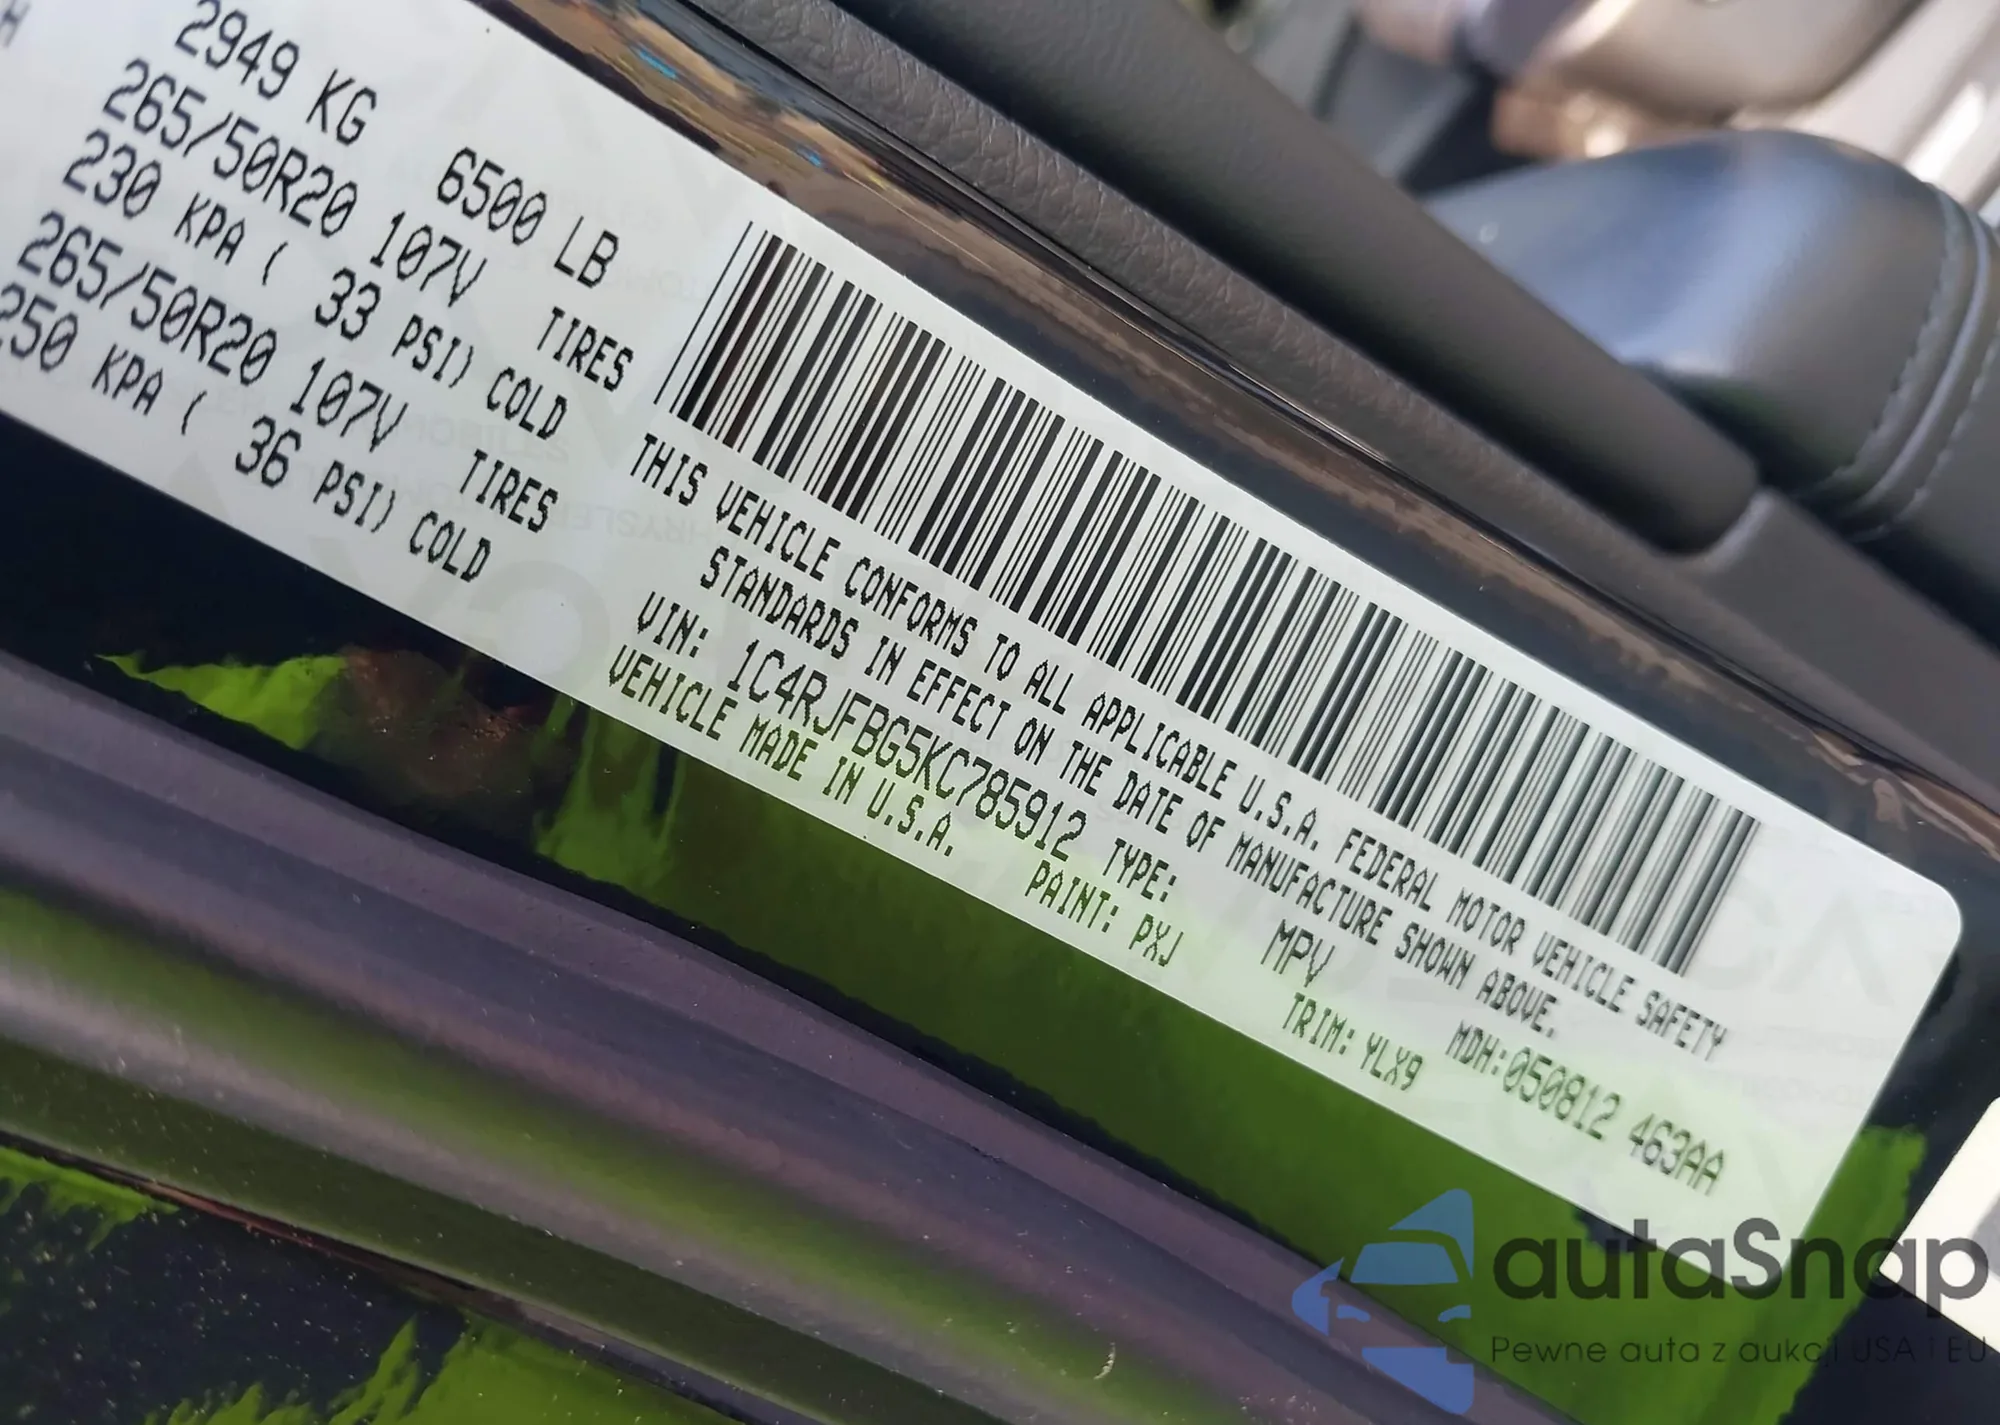 H
2949 KG 6500 LB
265/50R20 107V TIRES
230 KPA ( 33 PSI) COLD
265/50R20 107V TIRES
250 KPA ( 36 PSI) COLD
THIS VEHICLE CONFORMS TO ALL APPLICABLE U.S.A. FEDERAL MOTOR VEHICLE SAFETY
STANDARDS IN EFFECT ON THE DATE OF MANUFACTURE SHOWN ABOVE.
VIN: 1C4RJFBG5KC785912 TYPE: MPV MDH:050812 463AA
VEHICLE MADE IN U.S.A. PAINT: PXJ TRIM: YLX9
autaSnap
Pewne auta z aukcji USA i EU